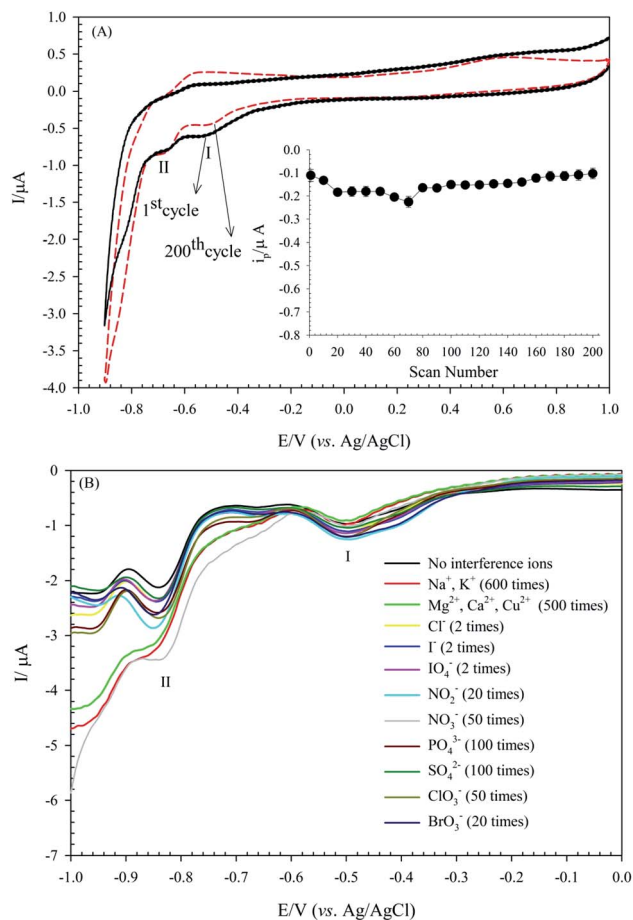 (A)
1.0
0.5
0.0
-0.5
-1.0
-1.5
-2.0
-2.5
-3.0
-3.5
-4.0
I/µA
II
I
1st cycle
200th cycle
0.0
-0.1
-0.2
-0.3
-0.4
-0.5
-0.6
-0.7
-0.8
ip/µ A
0 20 40 60 80 100 120 140 160 180 200
Scan Number
-1.0 -0.8 -0.6 -0.4 -0.2 0.0 0.2 0.4 0.6 0.8 1.0
E/V (vs. Ag/AgCl)
(B)
0
-1
-2
-3
-4
-5
-6
-7
I/ µA
I
II
No interference ions
Na⁺, K⁺ (600 times)
Mg²⁺, Ca²⁺, Cu²⁺ (500 times)
Cl⁻ (2 times)
I⁻ (2 times)
IO₄⁻ (2 times)
NO₂⁻ (20 times)
NO₃⁻ (50 times)
PO₄³⁻ (100 times)
SO₄²⁻ (100 times)
ClO₃⁻ (50 times)
BrO₃⁻ (20 times)
-1.0 -0.9 -0.8 -0.7 -0.6 -0.5 -0.4 -0.3 -0.2 -0.1 0.0
E/V (vs. Ag/AgCl)